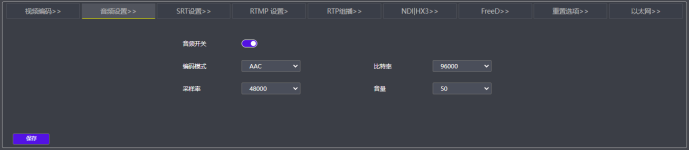 视频编码>> 音频设置>> SRT设置>> RTMP 设置> RTP组播>> NDI|HX3>> FreeD>> 重置选项>> 以太网>>
音频开关
编码模式 AAC 比特率 96000
采样率 48000 音量 50
保存